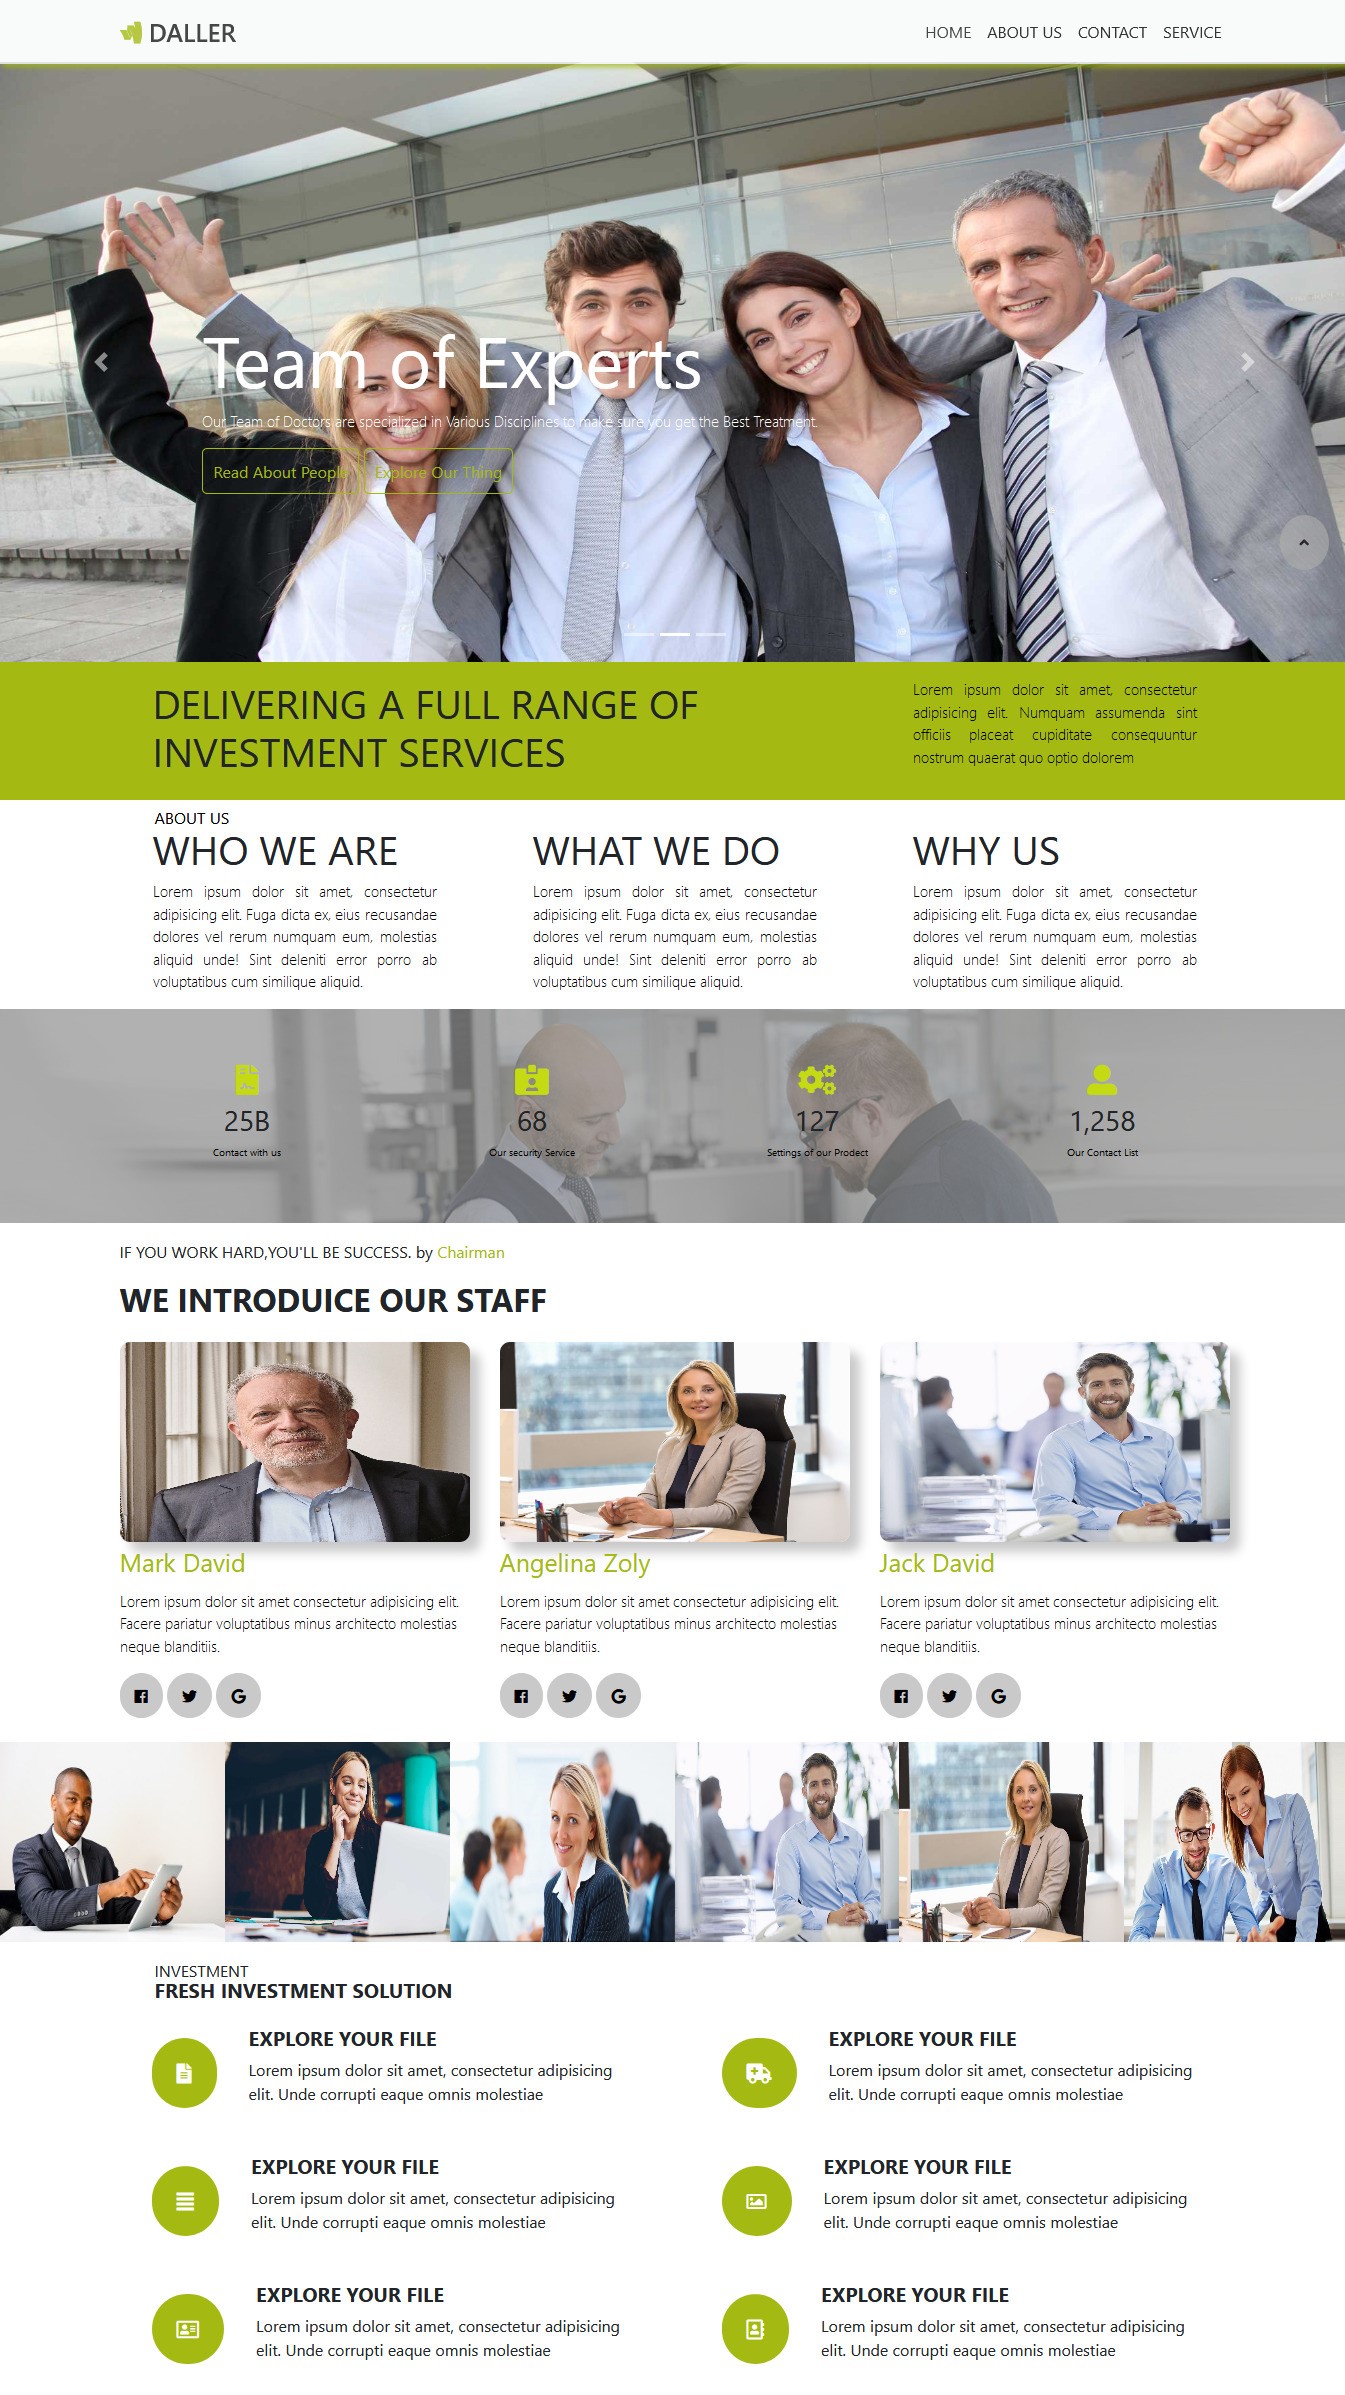 DALLER
HOME ABOUT US CONTACT SERVICE
Team of Experts
Our Team of Doctors are specialized in Various Disciplines to make sure you get the Best Treatment.
Read About People Explore Our Thing
DELIVERING A FULL RANGE OF
INVESTMENT SERVICES
Lorem ipsum dolor sit amet, consectetur
adipisicing elit. Numquam assumenda sint
officiis placeat cupiditate consequuntur
nostrum quaerat quo optio dolorem
ABOUT US
WHO WE ARE
Lorem ipsum dolor sit amet, consectetur
adipisicing elit. Fuga dicta ex, eius recusandae
dolores vel rerum numquam eum, molestias
aliquid unde! Sint deleniti error porro ab
voluptatibus cum similique aliquid.
WHAT WE DO
Lorem ipsum dolor sit amet, consectetur
adipisicing elit. Fuga dicta ex, eius recusandae
dolores vel rerum numquam eum, molestias
aliquid unde! Sint deleniti error porro ab
voluptatibus cum similique aliquid.
WHY US
Lorem ipsum dolor sit amet, consectetur
adipisicing elit. Fuga dicta ex, eius recusandae
dolores vel rerum numquam eum, molestias
aliquid unde! Sint deleniti error porro ab
voluptatibus cum similique aliquid.
25B
Contact with us
68
Our security Service
127
Settings of our Prodect
1,258
Our Contact List
IF YOU WORK HARD,YOU'LL BE SUCCESS. by Chairman
WE INTRODUICE OUR STAFF
Mark David
Lorem ipsum dolor sit amet consectetur adipisicing elit.
Facere pariatur voluptatibus minus architecto molestias
neque blanditiis.
Angelina Zoly
Lorem ipsum dolor sit amet consectetur adipisicing elit.
Facere pariatur voluptatibus minus architecto molestias
neque blanditiis.
Jack David
Lorem ipsum dolor sit amet consectetur adipisicing elit.
Facere pariatur voluptatibus minus architecto molestias
neque blanditiis.
INVESTMENT
FRESH INVESTMENT SOLUTION
EXPLORE YOUR FILE
Lorem ipsum dolor sit amet, consectetur adipisicing
elit. Unde corrupti eaque omnis molestiae
EXPLORE YOUR FILE
Lorem ipsum dolor sit amet, consectetur adipisicing
elit. Unde corrupti eaque omnis molestiae
EXPLORE YOUR FILE
Lorem ipsum dolor sit amet, consectetur adipisicing
elit. Unde corrupti eaque omnis molestiae
EXPLORE YOUR FILE
Lorem ipsum dolor sit amet, consectetur adipisicing
elit. Unde corrupti eaque omnis molestiae
EXPLORE YOUR FILE
Lorem ipsum dolor sit amet, consectetur adipisicing
elit. Unde corrupti eaque omnis molestiae
EXPLORE YOUR FILE
Lorem ipsum dolor sit amet, consectetur adipisicing
elit. Unde corrupti eaque omnis molestiae